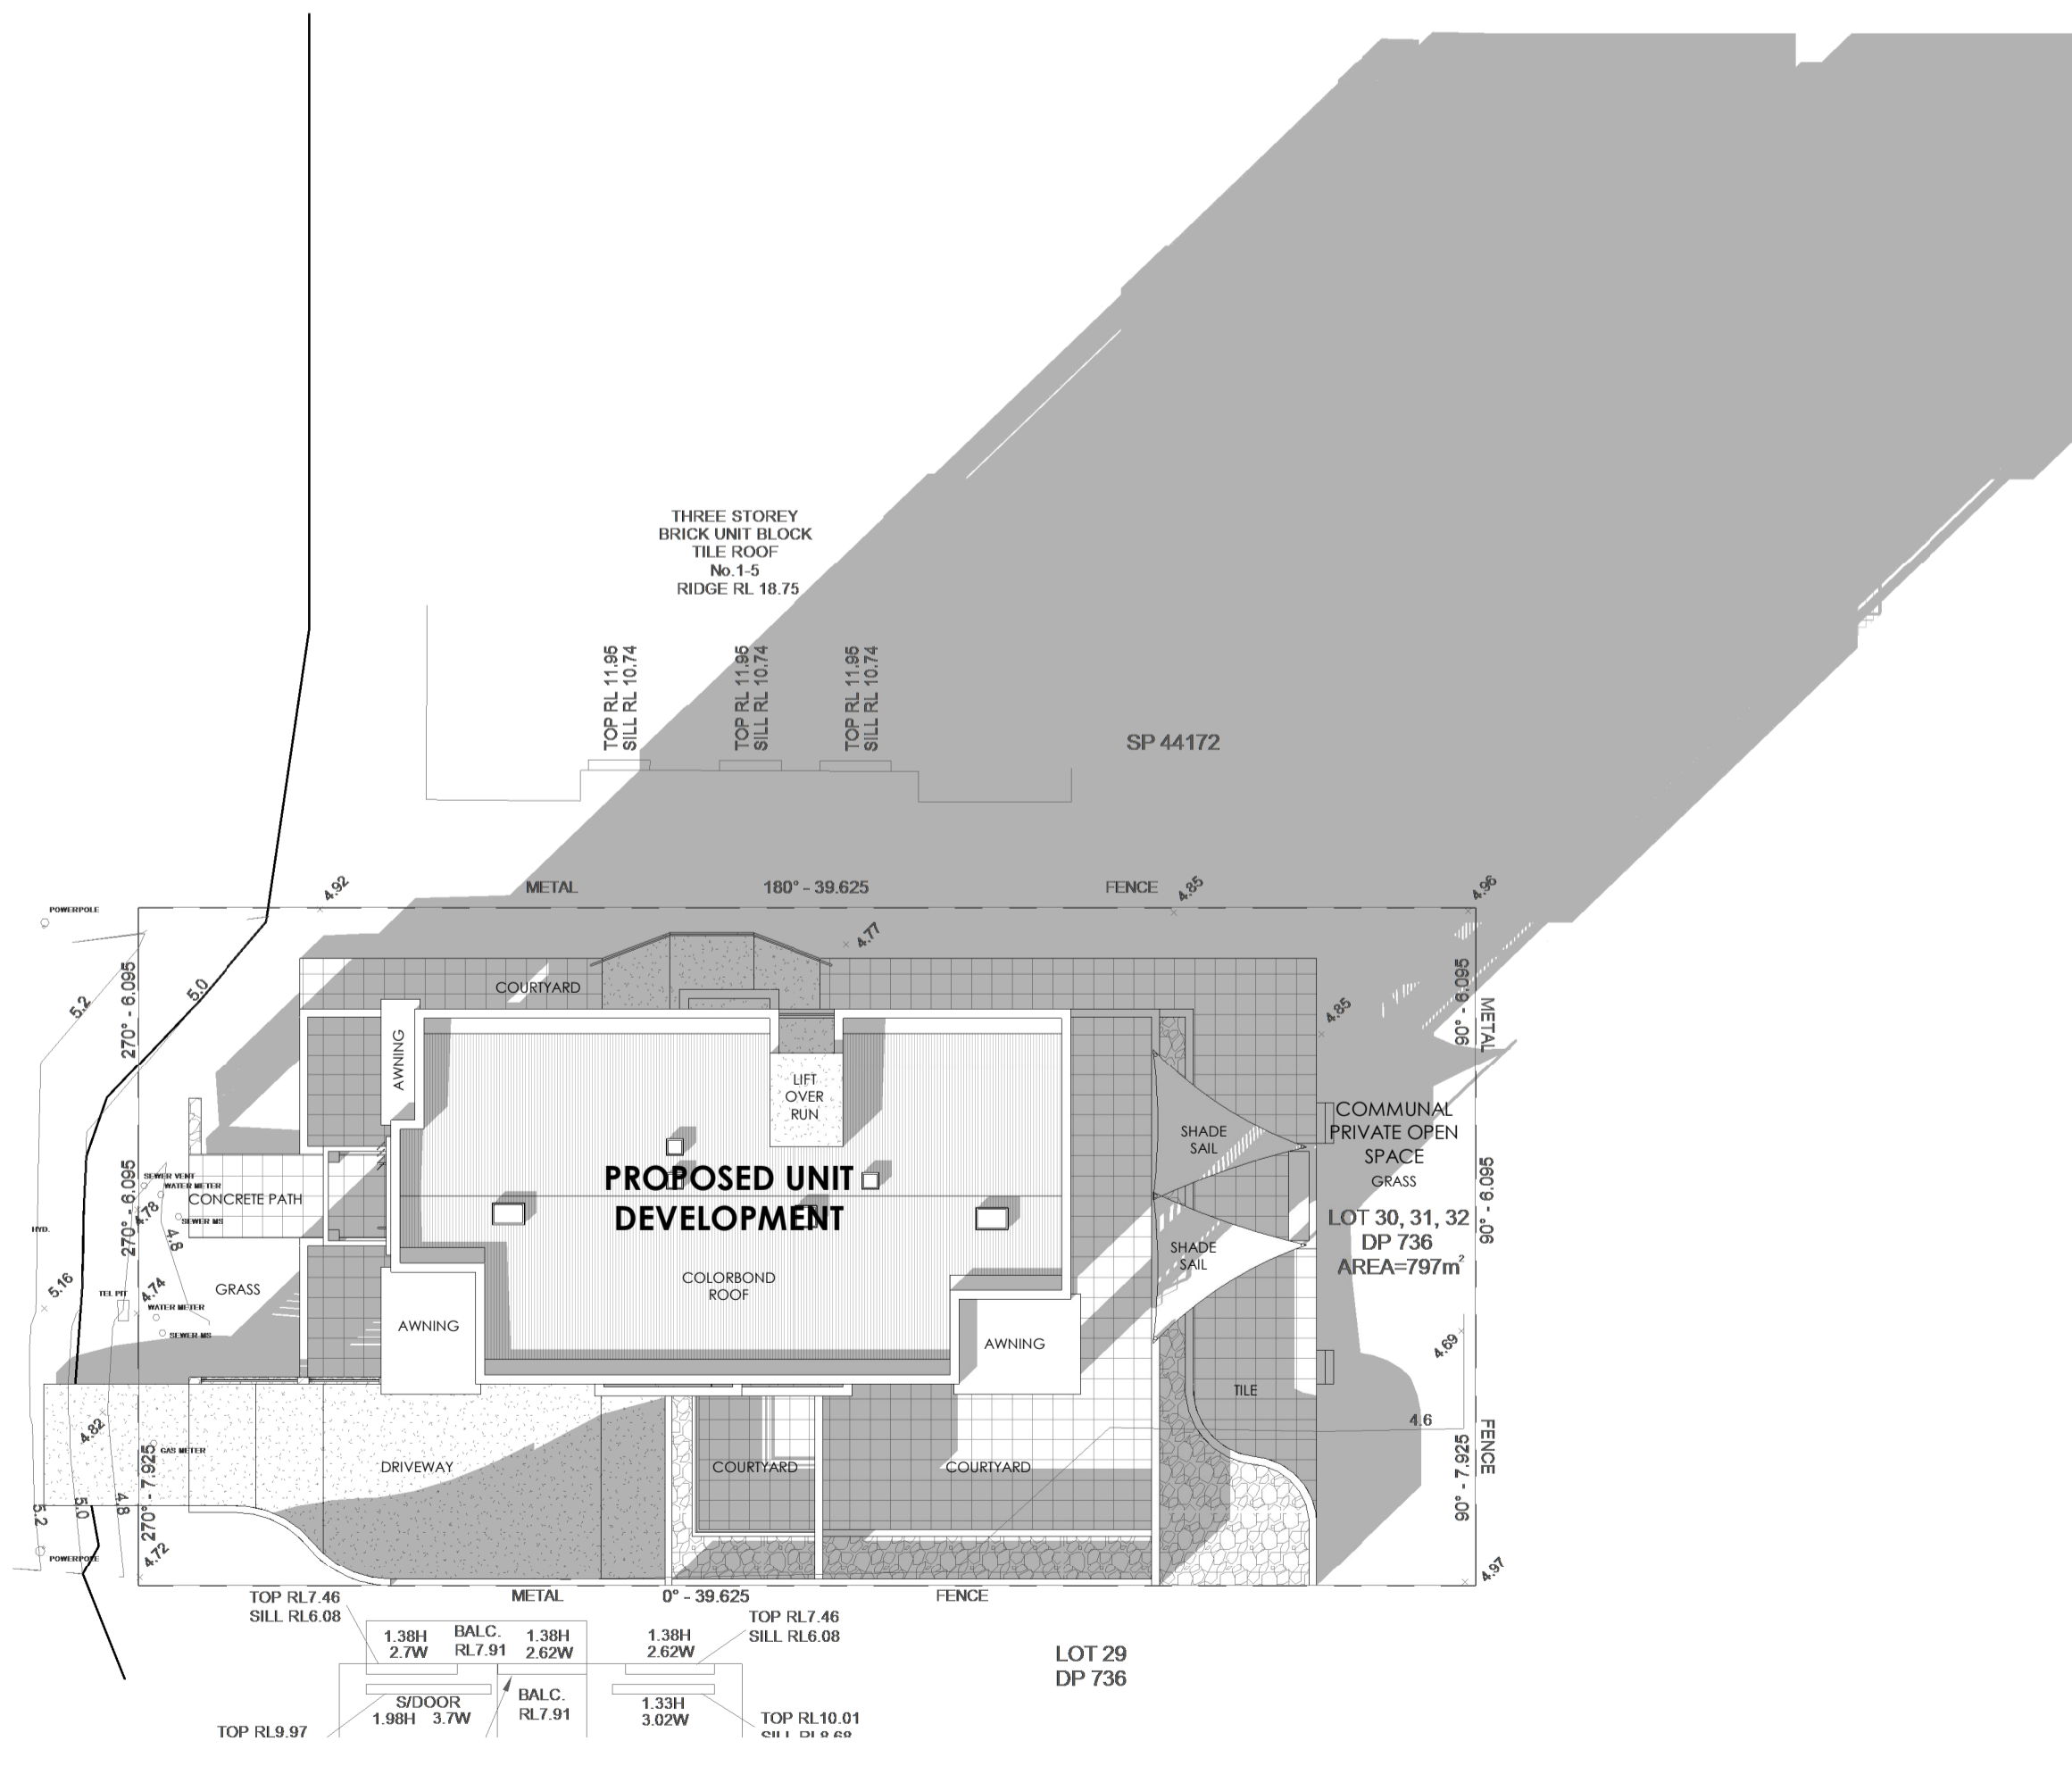 THREE STOREY
BRICK UNIT BLOCK
TILE ROOF
No.1-5
RIDGE RL 18.75
TOP RL 11.95
SILL RL 10.74
TOP RL 11.95
SILL RL 10.74
TOP RL 11.95
SILL RL 10.74
SP 44172
4.92
METAL
180° - 39.625
FENCE
4.85
4.96
POWERPOLE
4.77
270° - 6.095
5.2
5.0
COURTYARD
90° - 6.095
METAL
4.85
AWNING
LIFT
OVER
RUN
COMMUNAL
PRIVATE OPEN
SPACE
GRASS
SHADE
SAIL
PROPOSED UNIT
DEVELOPMENT
SEWER VENT
WATER METER
CONCRETE PATH
SEWER MS
270° - 6.095
4.78
4.8
HYD.
90° - 6.095
LOT 30, 31, 32
DP 736
AREA=797m²
SHADE
SAIL
COLORBOND
ROOF
GRASS
5.16
TEL PIT
4.74
WATER METER
SEWER MS
AWNING
AWNING
4.69
TILE
4.6
FENCE
4.82
GAS METER
270° - 7.925
DRIVEWAY
COURTYARD
COURTYARD
90° - 7.925
5.2
5.0
4.8
4.72
POWERPOLE
4.97
TOP RL7.46
SILL RL6.08
METAL
0° - 39.625
FENCE
TOP RL7.46
SILL RL6.08
1.38H
2.7W
BALC.
RL7.91
1.38H
2.62W
1.38H
2.62W
LOT 29
DP 736
S/DOOR
1.98H 3.7W
BALC.
RL7.91
1.33H
3.02W
TOP RL9.97
TOP RL10.01
SILL RL8.68